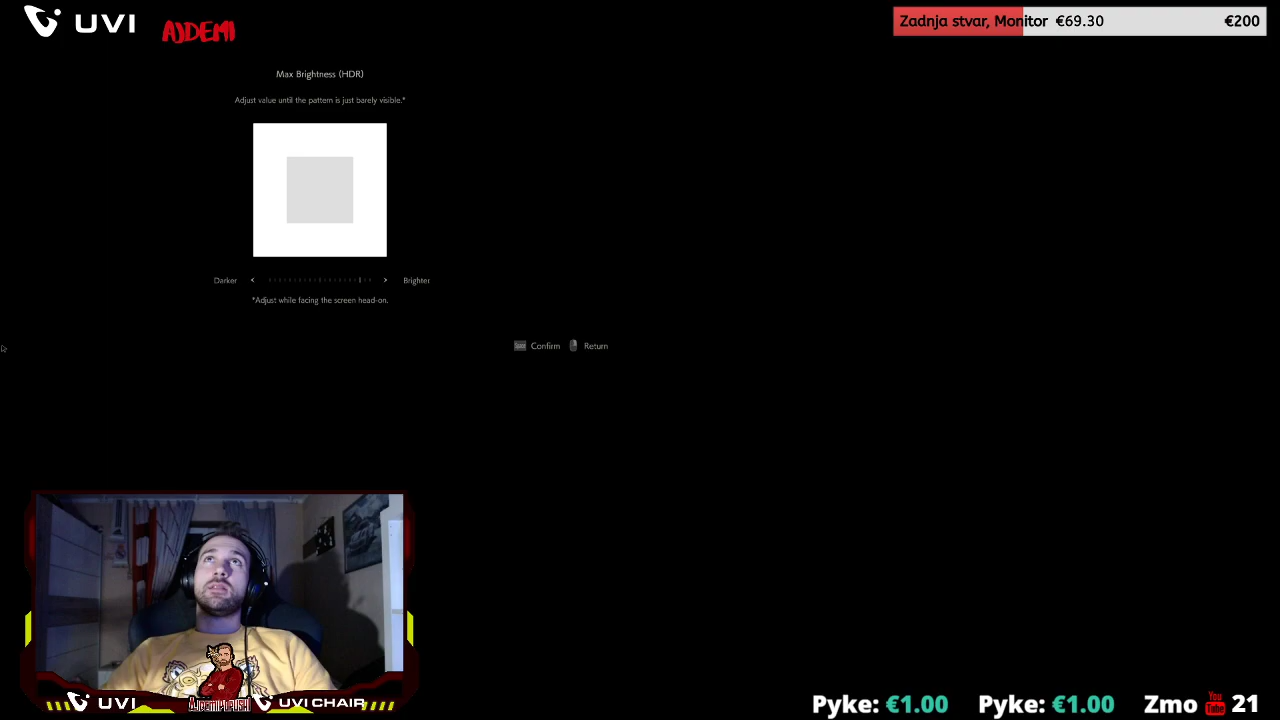 UVI
AJDEMI
Zadnja stvar, Monitor €69.30 €200
Max Brightness (HDR)
Adjust value until the pattern is just barely visible.*
Darker
Brighter
*Adjust while facing the screen head-on.
Confirm
Return
UVI
UVI CHAIR
Pyke: €1.00 Pyke: €1.00 Zmo You Tube 21